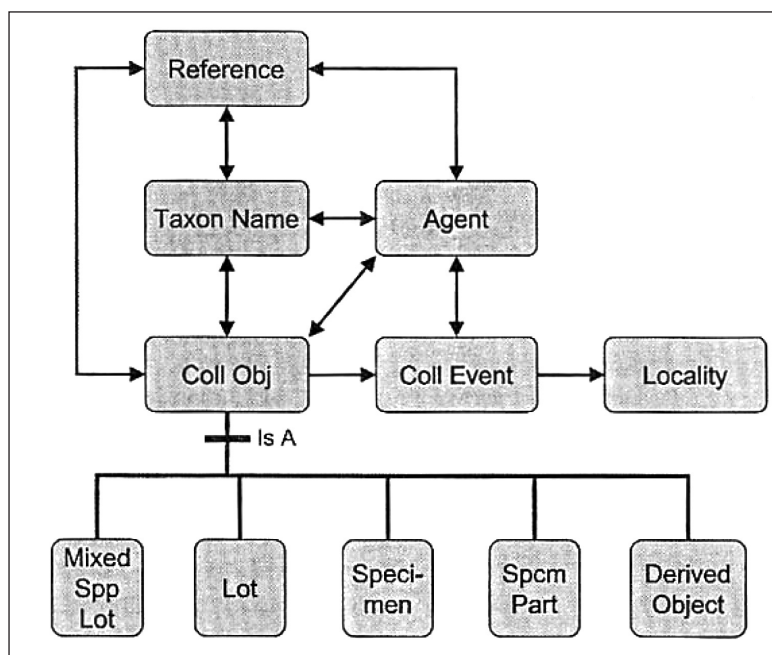 Reference
Taxon Name
Agent
Coll Obj
Coll Event
Locality
Is A
Mixed
Spp
Lot
Lot
Speci-
men
Spcm
Part
Derived
Object